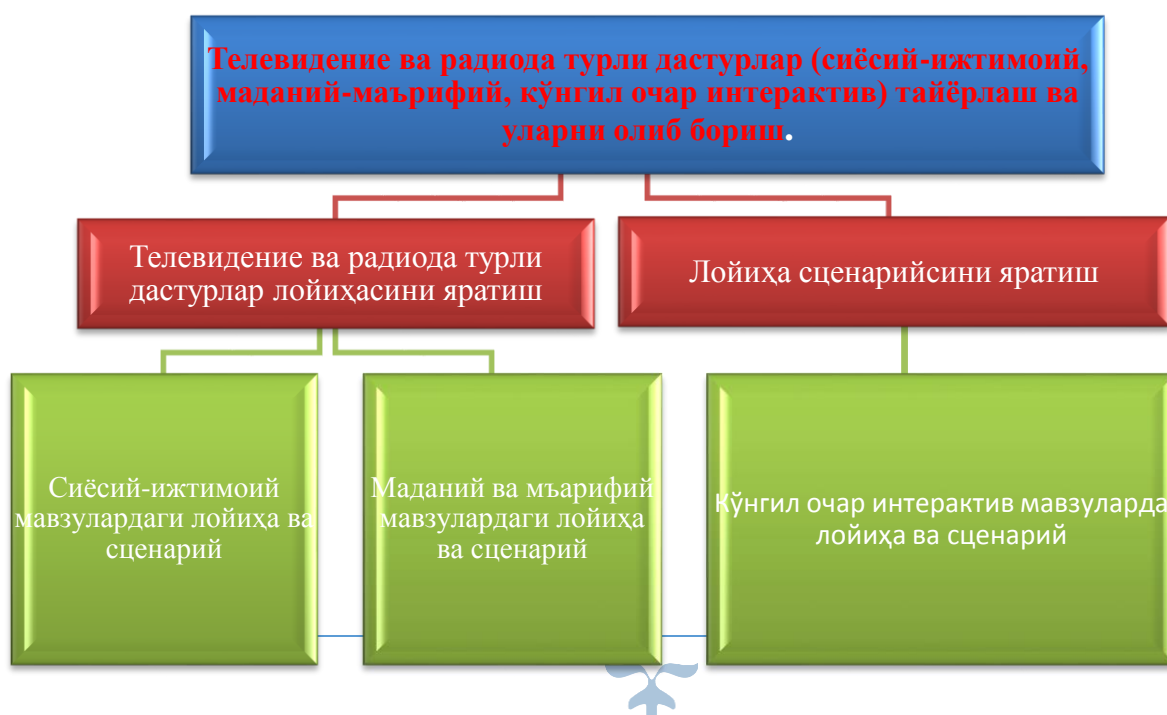 Телевидение ва радиода турли дастурлар (сиёсий-ижтимоий,
маданий-маърифий, кўнгил очар интерактив) тайёрлаш ва
уларни олиб бориш.
Телевидение ва радиода турли
дастурлар лойиҳасини яратиш
Лойиҳа сценарийсини яратиш
Сиёсий-ижтимоий
мавзулардаги лойиҳа ва
сценарий
Маданий ва мъарифий
мавзулардаги лойиҳа
ва сценарий
Кўнгил очар интерактив мавзуларда
лойиҳа ва сценарий